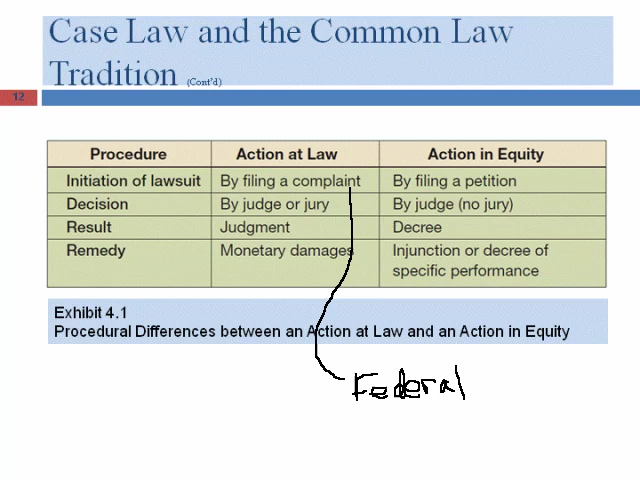 Case Law and the Common Law
Tradition (Cont'd)
12
Procedure Action at Law Action in Equity
Initiation of lawsuit By filing a complaint By filing a petition
Decision By judge or jury By judge (no jury)
Result Judgment Decree
Remedy Monetary damages Injunction or decree of
specific performance
Exhibit 4.1
Procedural Differences between an Action at Law and an Action in Equity
Federal